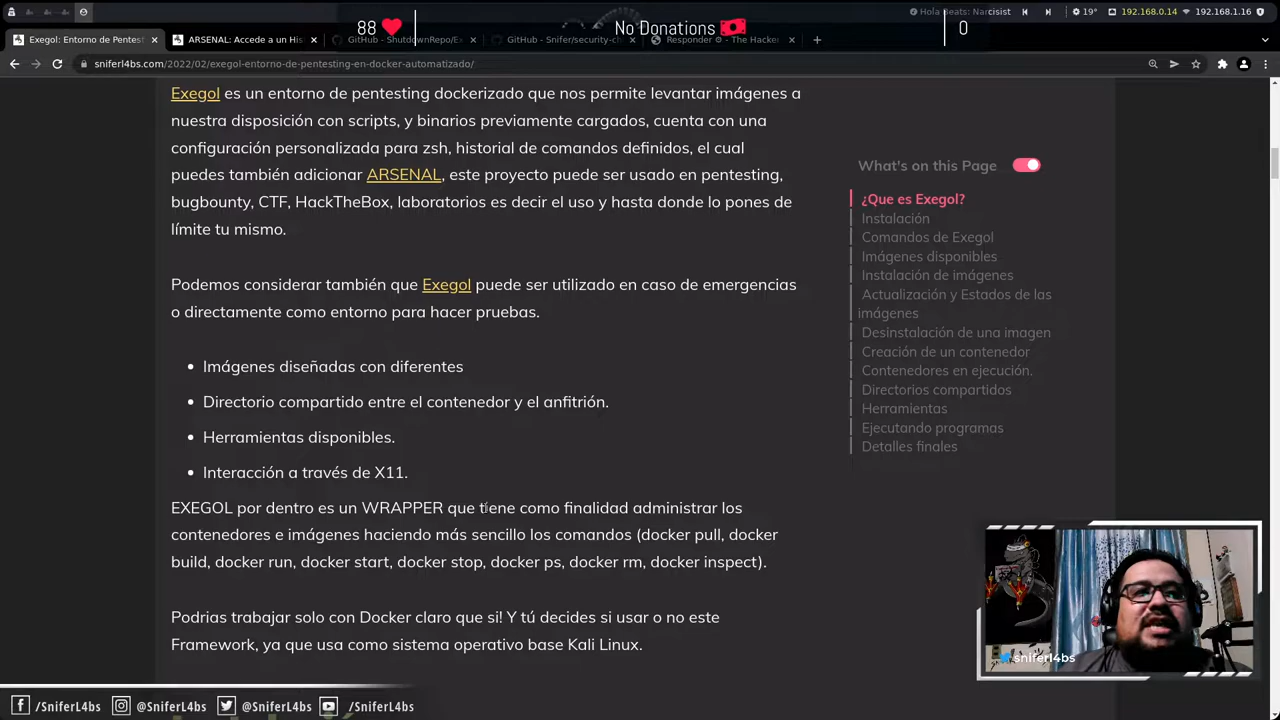 88
No Donations
0
Hola Beats: Narcisist
19°
192.168.0.14
192.168.1.16
Exegol: Entorno de Pentest
ARSENAL: Accede a un His
GitHub - ShutdownRepo/Ex
GitHub - Snifer/security-ch
Responder - The Hacker
sniferl4bs.com/2022/02/exegol-entorno-de-pentesting-en-docker-automatizado/
Exegol es un entorno de pentesting dockerizado que nos permite levantar imágenes a
nuestra disposición con scripts, y binarios previamente cargados, cuenta con una
configuración personalizada para zsh, historial de comandos definidos, el cual
puedes también adicionar ARSENAL, este proyecto puede ser usado en pentesting,
bugbounty, CTF, HackTheBox, laboratorios es decir el uso y hasta donde lo pones de
límite tu mismo.
Podemos considerar también que Exegol puede ser utilizado en caso de emergencias
o directamente como entorno para hacer pruebas.
• Imágenes diseñadas con diferentes
• Directorio compartido entre el contenedor y el anfitrión.
• Herramientas disponibles.
• Interacción a través de X11.
EXEGOL por dentro es un WRAPPER que tiene como finalidad administrar los
contenedores e imágenes haciendo más sencillo los comandos (docker pull, docker
build, docker run, docker start, docker stop, docker ps, docker rm, docker inspect).
Podrias trabajar solo con Docker claro que si! Y tú decides si usar o no este
Framework, ya que usa como sistema operativo base Kali Linux.
What's on this Page
¿Que es Exegol?
Instalación
Comandos de Exegol
Imágenes disponibles
Instalación de imágenes
Actualización y Estados de las
imágenes
Desinstalación de una imagen
Creación de un contenedor
Contenedores en ejecución.
Directorios compartidos
Herramientas
Ejecutando programas
Detalles finales
sniferl4bs
/SniferL4bs
@SniferL4bs
@SniferL4bs
/SniferL4bs